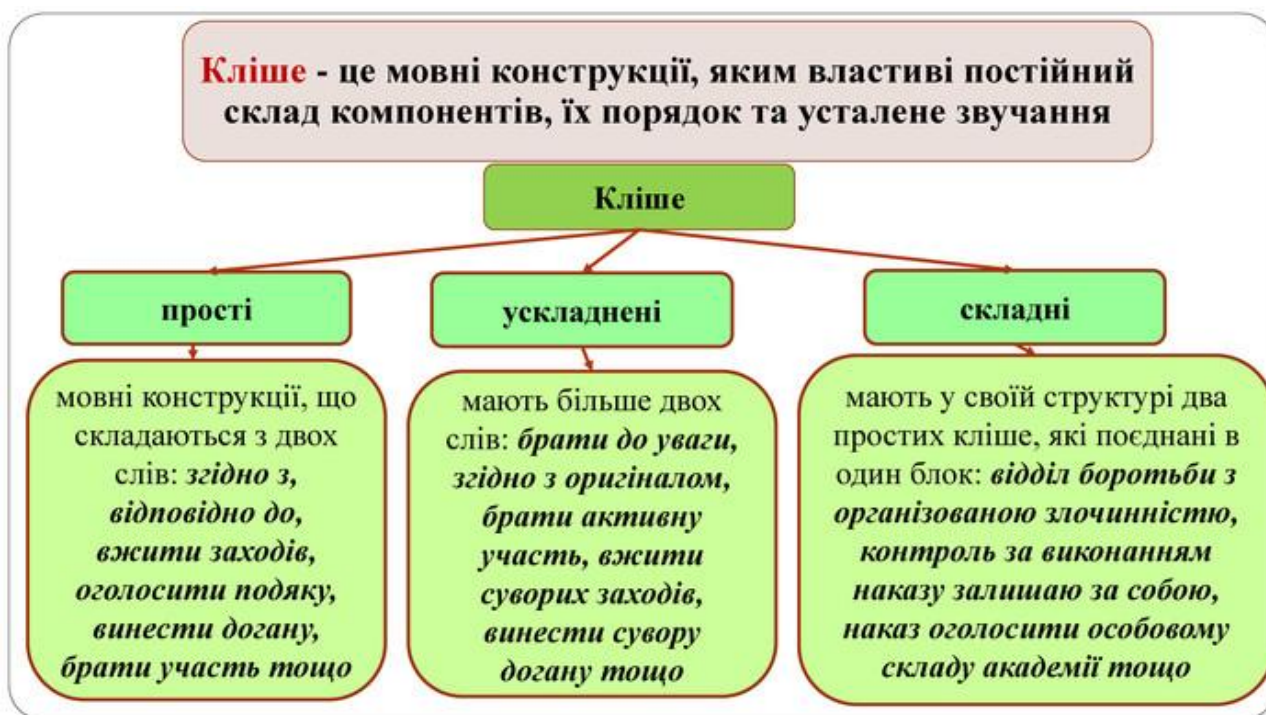 Кліше - це мовні конструкції, яким властиві постійний
склад компонентів, їх порядок та усталене звучання
Кліше
прості
ускладнені
складні
мовні конструкції, що
складаються з двох
слів: згідно з,
відповідно до,
вжити заходів,
оголосити подяку,
винести догану,
брати участь тощо
мають більше двох
слів: брати до уваги,
згідно з оригіналом,
брати активну
участь, вжити
суворих заходів,
винести сувору
догану тощо
мають у своїй структурі два
простих кліше, які поєднані в
один блок: відділ боротьби з
організованою злочинністю,
контроль за виконанням
наказу залишаю за собою,
наказ оголосити особовому
складу академії тощо